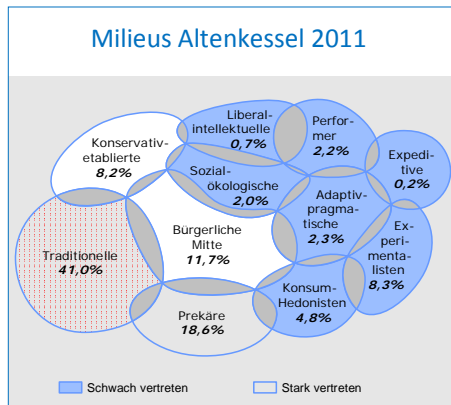 Milieus Altenkessel 2011
Liberal-
intellektuelle
0,7%
Perfor-
mer
2,2%
Konservativ-
etablierte
8,2%
Expedi-
tive
0,2%
Sozial-
ökologische
2,0%
Adaptiv-
pragma-
tische
2,3%
Ex-
peri-
menta-
listen
8,3%
Bürgerliche
Mitte
11,7%
Traditionelle
41,0%
Konsum-
Hedonisten
4,8%
Prekäre
18,6%
Schwach vertreten
Stark vertreten